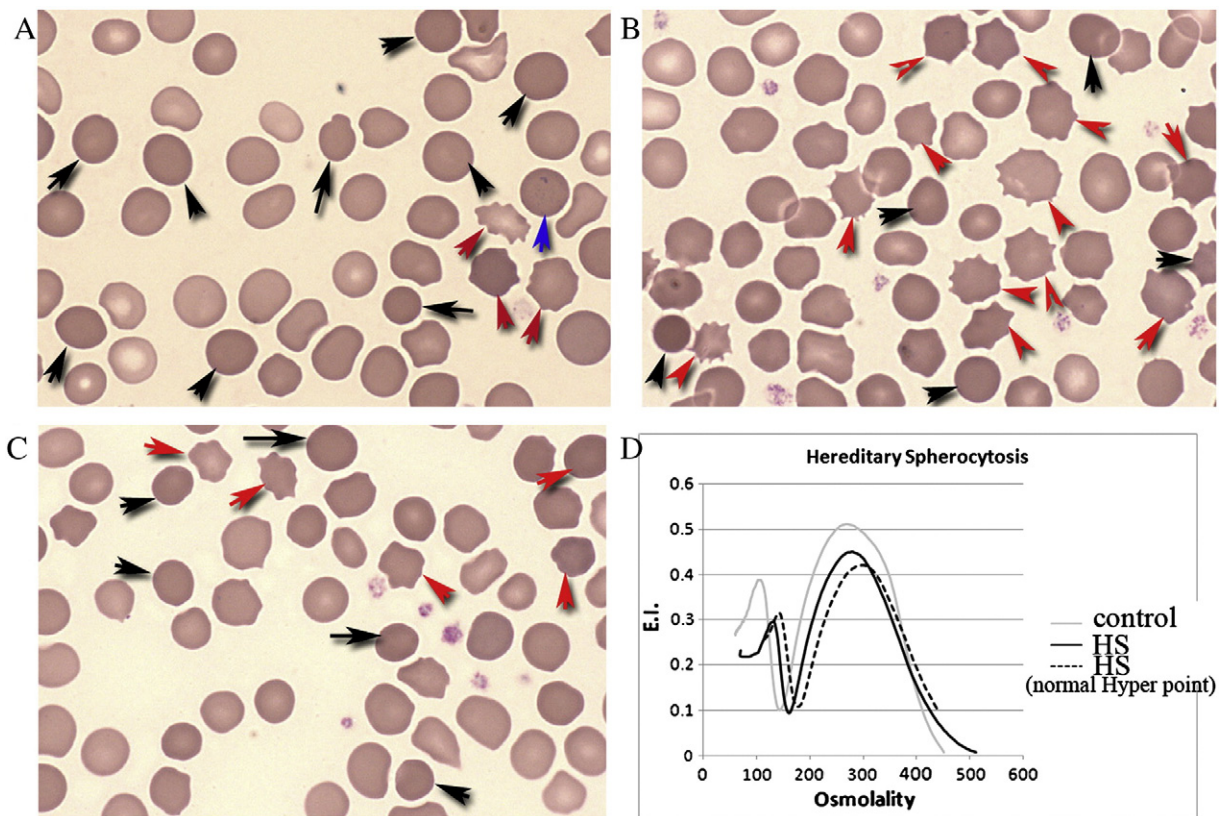 A
B
C
D
Hereditary Spherocytosis
0.6
0.5
0.4
0.3
0.2
0.1
0
E.I.
0 100 200 300 400 500 600
Osmolality
control
HS
HS
(normal Hyper point)